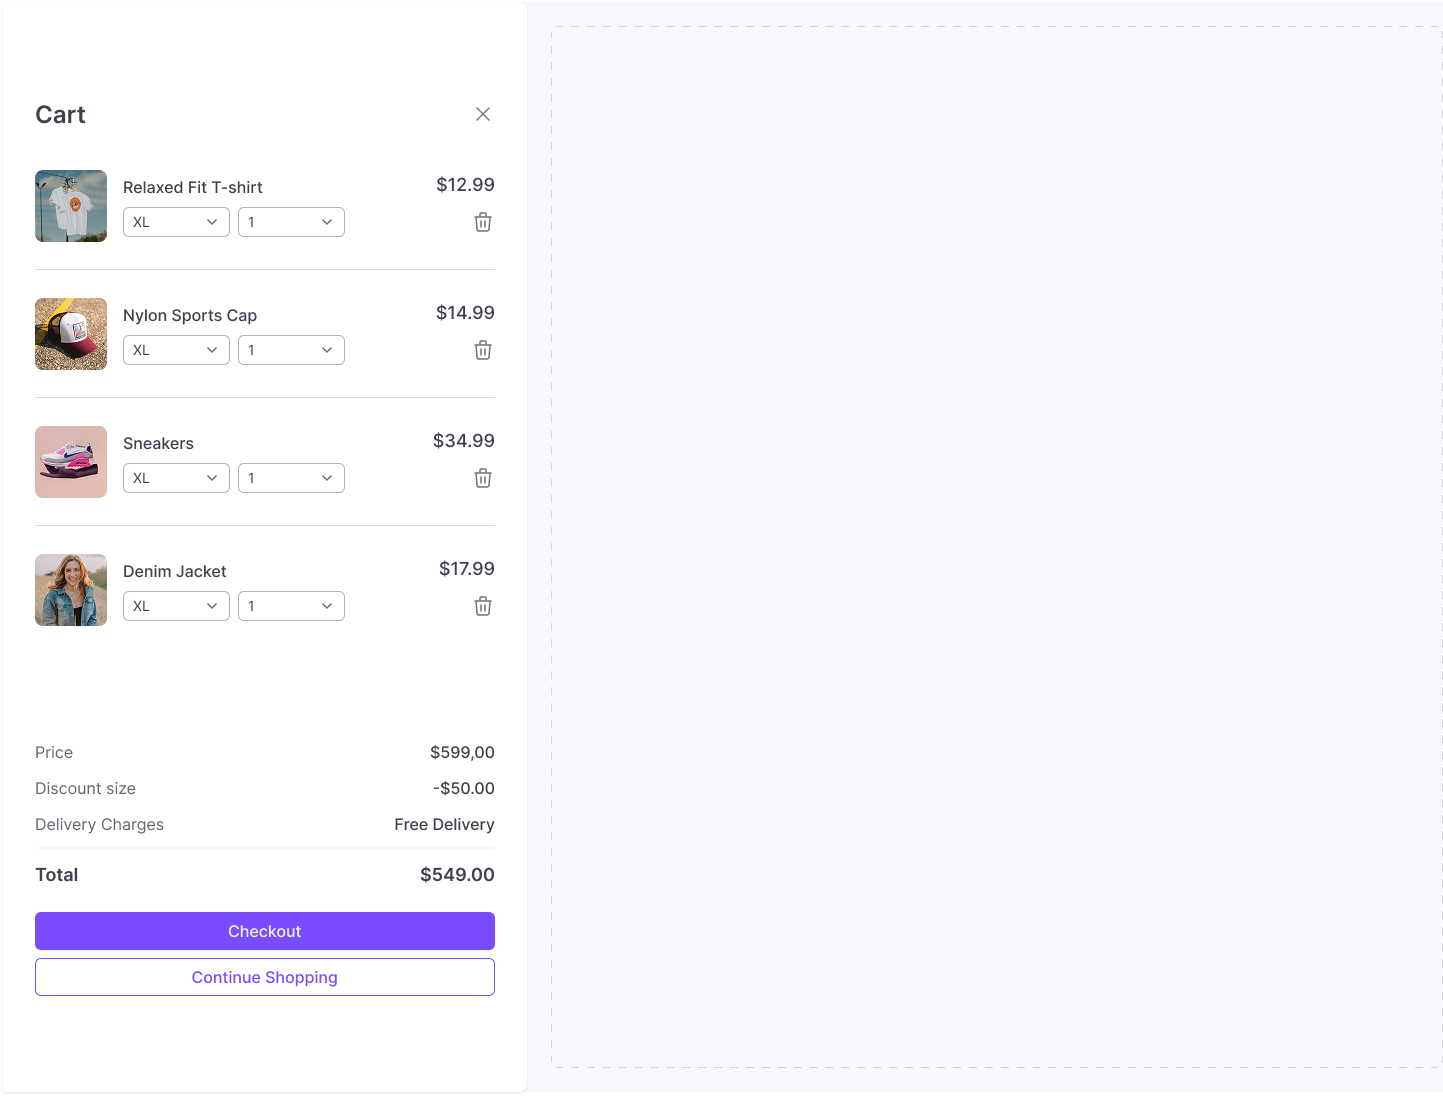 Cart
Relaxed Fit T-shirt $12.99
XL 1
Nylon Sports Cap $14.99
XL 1
Sneakers $34.99
XL 1
Denim Jacket $17.99
XL 1
Price $599,00
Discount size -$50.00
Delivery Charges Free Delivery
Total $549.00
Checkout
Continue Shopping